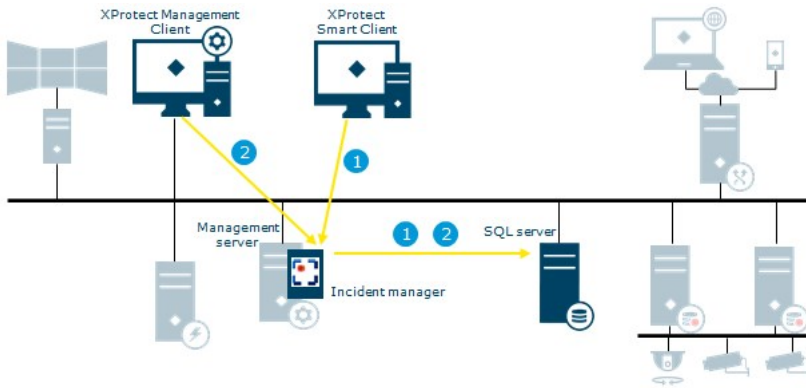 XProtect Management
Client
XProtect
Smart Client
2
1
Management
server
1 2
SQL server
Incident manager